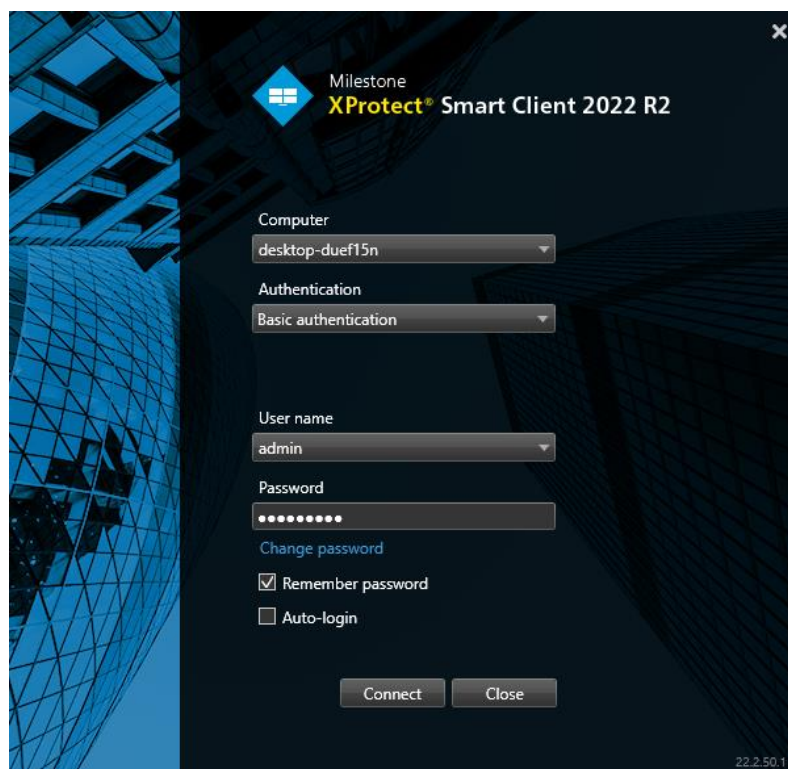 Milestone
XProtect® Smart Client 2022 R2
Computer
desktop-duef15n
Authentication
Basic authentication
User name
admin
Password
•••••••••
Change password
Remember password
Auto-login
Connect Close
22.2.50.1